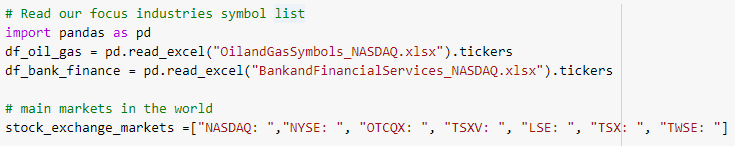 # Read our focus industries symbol list
import pandas as pd
df_oil_gas = pd.read_excel("OilandGasSymbols_NASDAQ.xlsx").tickers
df_bank_finance = pd.read_excel("BankandFinancialServices_NASDAQ.xlsx").tickers
# main markets in the world
stock_exchange_markets =["NASDAQ: ","NYSE: ", "OTCQX: ", "TSXV: ", "LSE: ", "TSX: ", "TWSE: "]